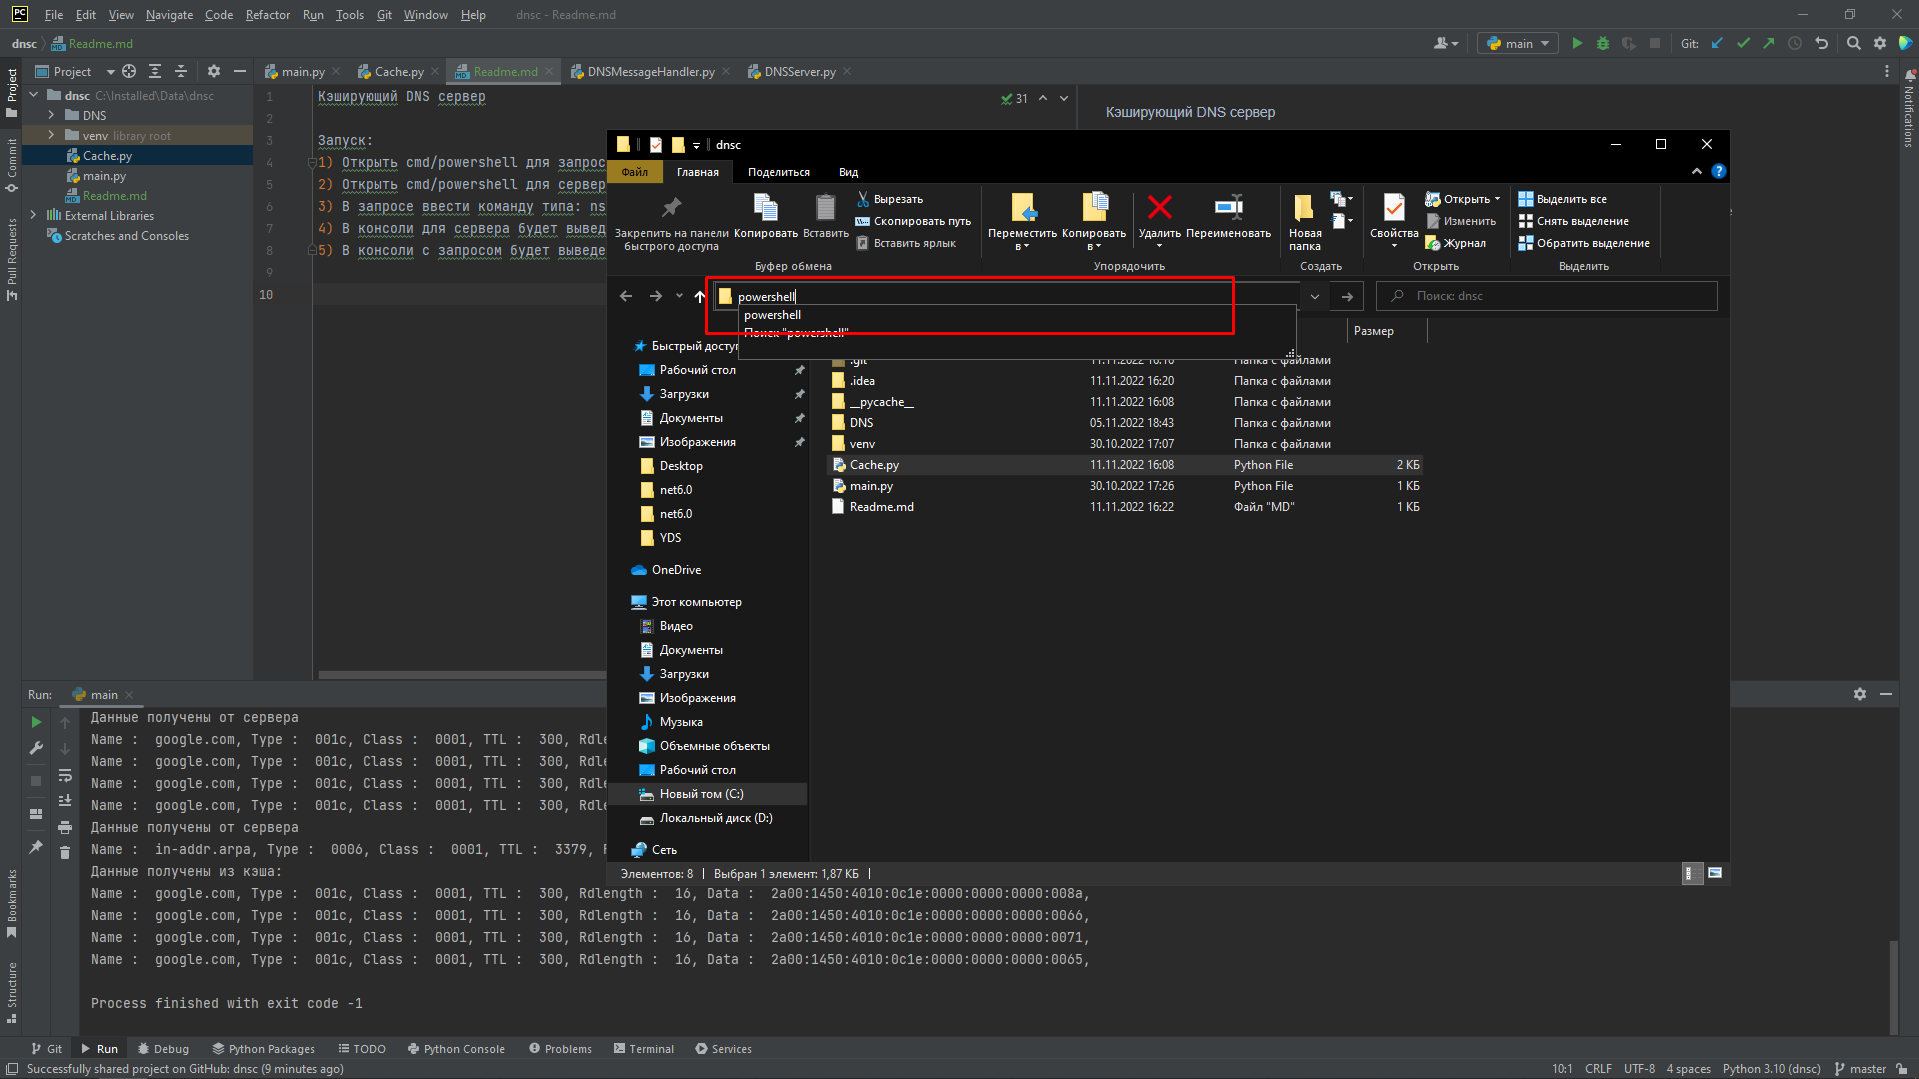 PC File Edit View Navigate Code Refactor Run Tools Git Window Help dnsc - Readme.md
dnsc Readme.md main Git:
Project main.py Cache.py Readme.md DNSMessageHandler.py DNSServer.py
dnsc C:\Installed\Data\dnsc
DNS
venv library root
Cache.py
main.py
Readme.md
External Libraries
Scratches and Consoles
Project
Commit
Pull Requests
Bookmarks
Structure
Notifications
1 Кэширующий DNS сервер
2
3 Запуск:
4 1) Открыть cmd/powershell для запрос
5 2) Открыть cmd/powershell для сервер
6 3) В запросе ввести команду типа: ns
7 4) В консоли для сервера будет вывед
8 5) В консоли с запросом будет выведе
9
10
31
Кэширующий DNS сервер
dnsc
Файл Главная Поделиться Вид
Закрепить на панели быстрого доступа
Копировать
Вставить
Вырезать
Скопировать путь
Вставить ярлык
Буфер обмена
Переместить в
Копировать в
Удалить
Переименовать
Упорядочить
Новая папка
Создать
Свойства
Открыть
Изменить
Журнал
Открыть
Выделить все
Снять выделение
Обратить выделение
Выделить
powershell
powershell
Поиск "powershell"
Поиск: dnsc
Размер
Быстрый доступ
Рабочий стол
Загрузки
Документы
Изображения
Desktop
net6.0
net6.0
YDS
OneDrive
Этот компьютер
Видео
Документы
Загрузки
Изображения
Музыка
Объемные объекты
Рабочий стол
Новый том (C:)
Локальный диск (D:)
Сеть
.git 11.11.2022 16:10 Папка с файлами
.idea 11.11.2022 16:20 Папка с файлами
__pycache__ 11.11.2022 16:08 Папка с файлами
DNS 05.11.2022 18:43 Папка с файлами
venv 30.10.2022 17:07 Папка с файлами
Cache.py 11.11.2022 16:08 Python File 2 КБ
main.py 30.10.2022 17:26 Python File 1 КБ
Readme.md 11.11.2022 16:22 Файл "MD" 1 КБ
Элементов: 8 Выбран 1 элемент: 1,87 КБ
Run: main
Данные получены от сервера
Name : google.com, Type : 001c, Class : 0001, TTL : 300, Rdle
Name : google.com, Type : 001c, Class : 0001, TTL : 300, Rdle
Name : google.com, Type : 001c, Class : 0001, TTL : 300, Rdle
Name : google.com, Type : 001c, Class : 0001, TTL : 300, Rdle
Данные получены от сервера
Name : in-addr.arpa, Type : 0006, Class : 0001, TTL : 3379, R
Данные получены из кэша:
Name : google.com, Type : 001c, Class : 0001, TTL : 300, Rdlength : 16, Data : 2a00:1450:4010:0c1e:0000:0000:0000:008a,
Name : google.com, Type : 001c, Class : 0001, TTL : 300, Rdlength : 16, Data : 2a00:1450:4010:0c1e:0000:0000:0000:0066,
Name : google.com, Type : 001c, Class : 0001, TTL : 300, Rdlength : 16, Data : 2a00:1450:4010:0c1e:0000:0000:0000:0071,
Name : google.com, Type : 001c, Class : 0001, TTL : 300, Rdlength : 16, Data : 2a00:1450:4010:0c1e:0000:0000:0000:0065,
Process finished with exit code -1
Git Run Debug Python Packages TODO Python Console Problems Terminal Services
Successfully shared project on GitHub: dnsc (9 minutes ago) 10:1 CRLF UTF-8 4 spaces Python 3.10 (dnsc) master